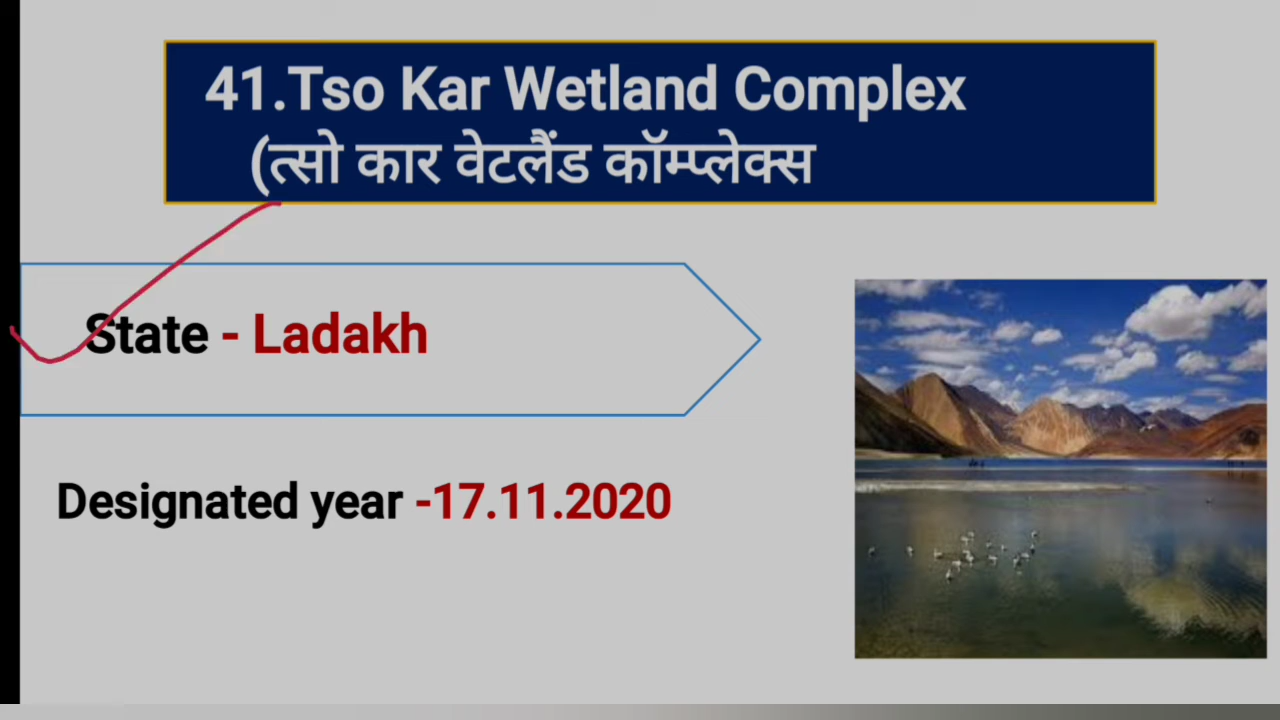 41.Tso Kar Wetland Complex
(त्सो कार वेटलैंड कॉम्प्लेक्स
State - Ladakh
Designated year -17.11.2020